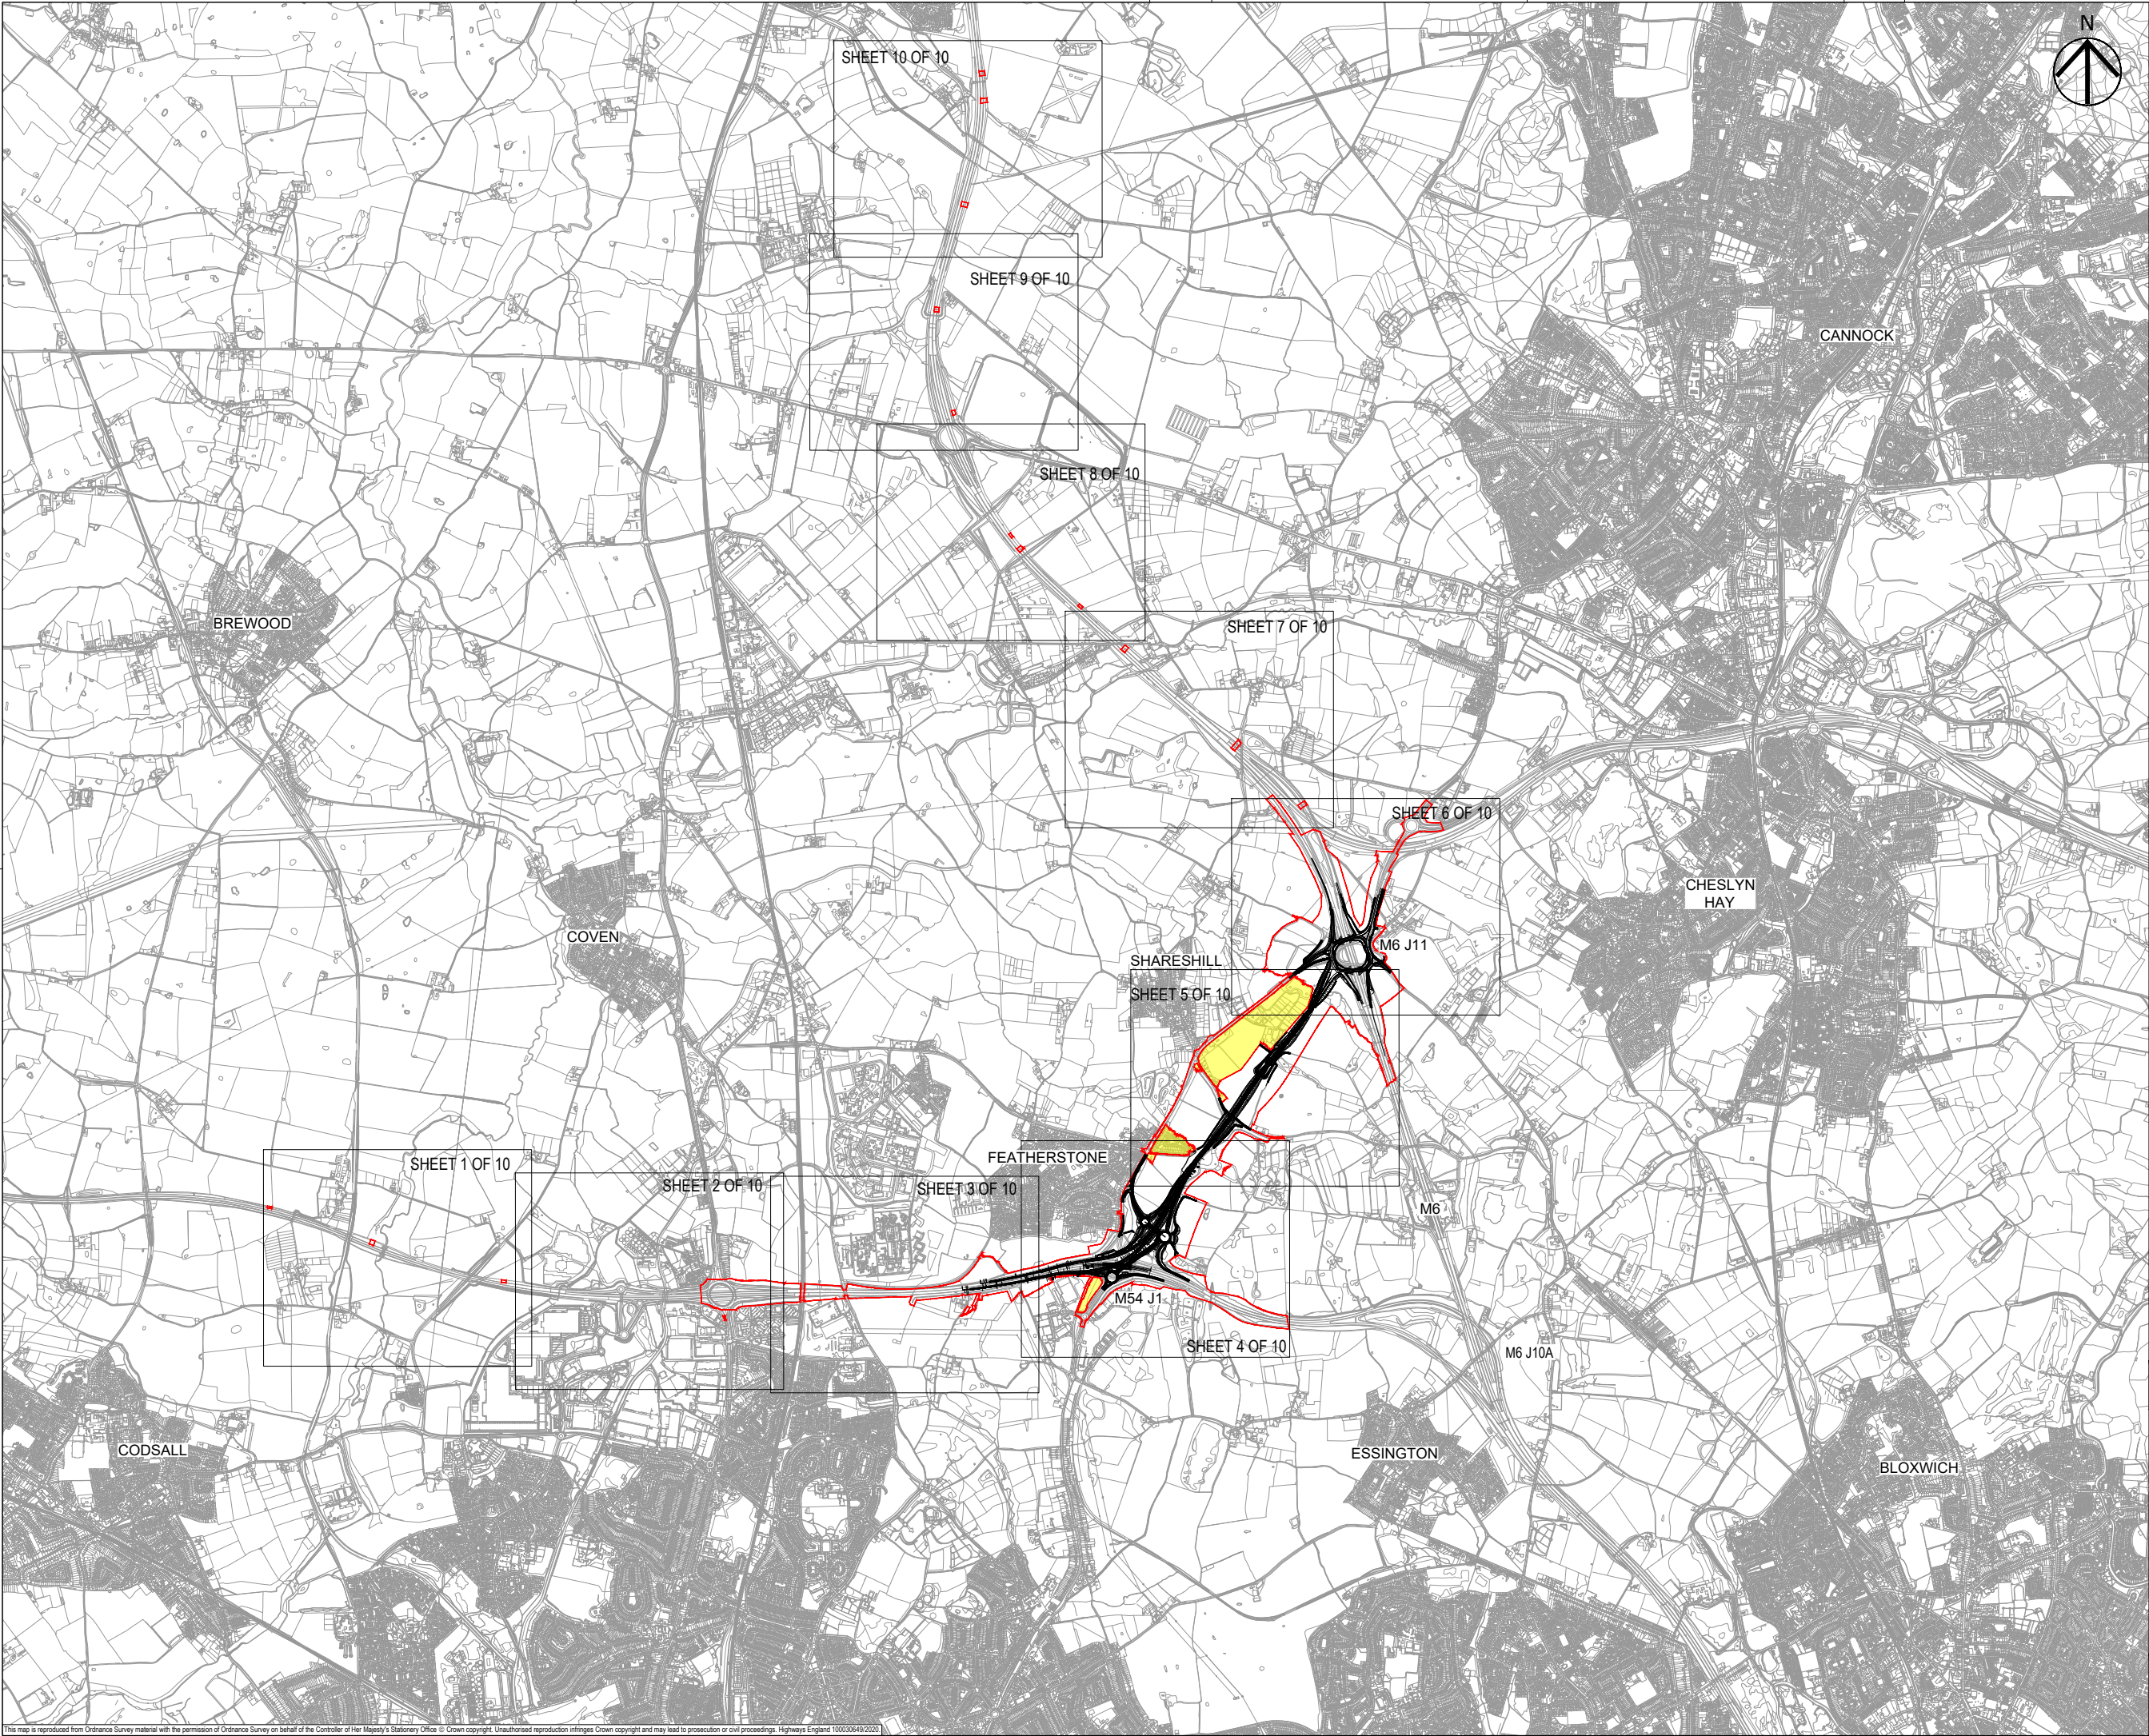 N
SHEET 10 OF 10
SHEET 9 OF 10
CANNOCK
SHEET 8 OF 10
BREWOOD
SHEET 7 OF 10
SHEET 6 OF 10
CHESLYN
HAY
COVEN
M6 J11
SHARESHILL
SHEET 5 OF 10
FEATHERSTONE
SHEET 1 OF 10
SHEET 2 OF 10
SHEET 3 OF 10
M6
M54 J1
SHEET 4 OF 10
M6 J10A
CODSALL
ESSINGTON
BLOXWICH
This map is reproduced from Ordnance Survey material with the permission of Ordnance Survey on behalf of the Controller of Her Majesty's Stationery Office © Crown copyright. Unauthorised reproduction infringes Crown copyright and may lead to prosecution or civil proceedings. Highways England 100030649/2020.